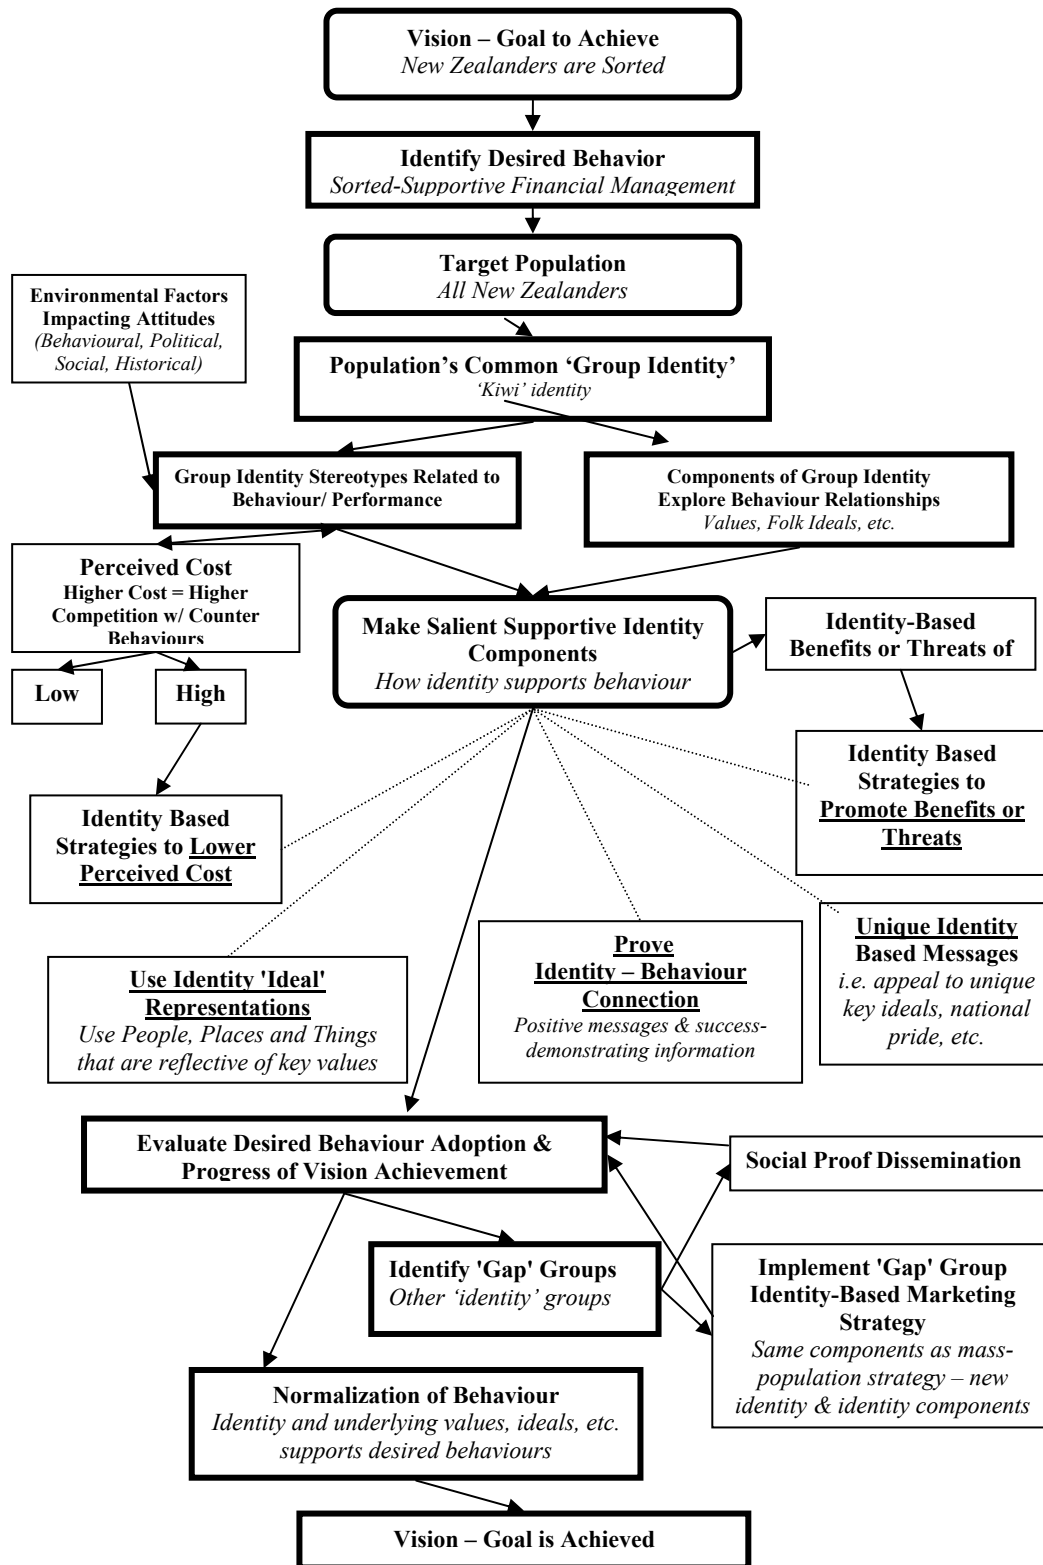 Vision – Goal to Achieve
New Zealanders are Sorted
Identify Desired Behavior
Sorted-Supportive Financial Management
Target Population
All New Zealanders
Environmental Factors
Impacting Attitudes
(Behavioural, Political,
Social, Historical)
Population's Common ‘Group Identity’
‘Kiwi’ identity
Group Identity Stereotypes Related to
Behaviour/ Performance
Components of Group Identity
Explore Behaviour Relationships
Values, Folk Ideals, etc.
Perceived Cost
Higher Cost = Higher
Competition w/ Counter
Behaviours
Low
High
Make Salient Supportive Identity
Components
How identity supports behaviour
Identity-Based
Benefits or Threats of
Identity Based
Strategies to
Promote Benefits or
Threats
Identity Based
Strategies to Lower
Perceived Cost
Use Identity 'Ideal'
Representations
Use People, Places and Things
that are reflective of key values
Prove
Identity – Behaviour
Connection
Positive messages & success-
demonstrating information
Unique Identity
Based Messages
i.e. appeal to unique
key ideals, national
pride, etc.
Evaluate Desired Behaviour Adoption &
Progress of Vision Achievement
Social Proof Dissemination
Identify 'Gap' Groups
Other ‘identity’ groups
Implement 'Gap' Group
Identity-Based Marketing
Strategy
Same components as mass-
population strategy – new
identity & identity components
Normalization of Behaviour
Identity and underlying values, ideals, etc.
supports desired behaviours
Vision – Goal is Achieved